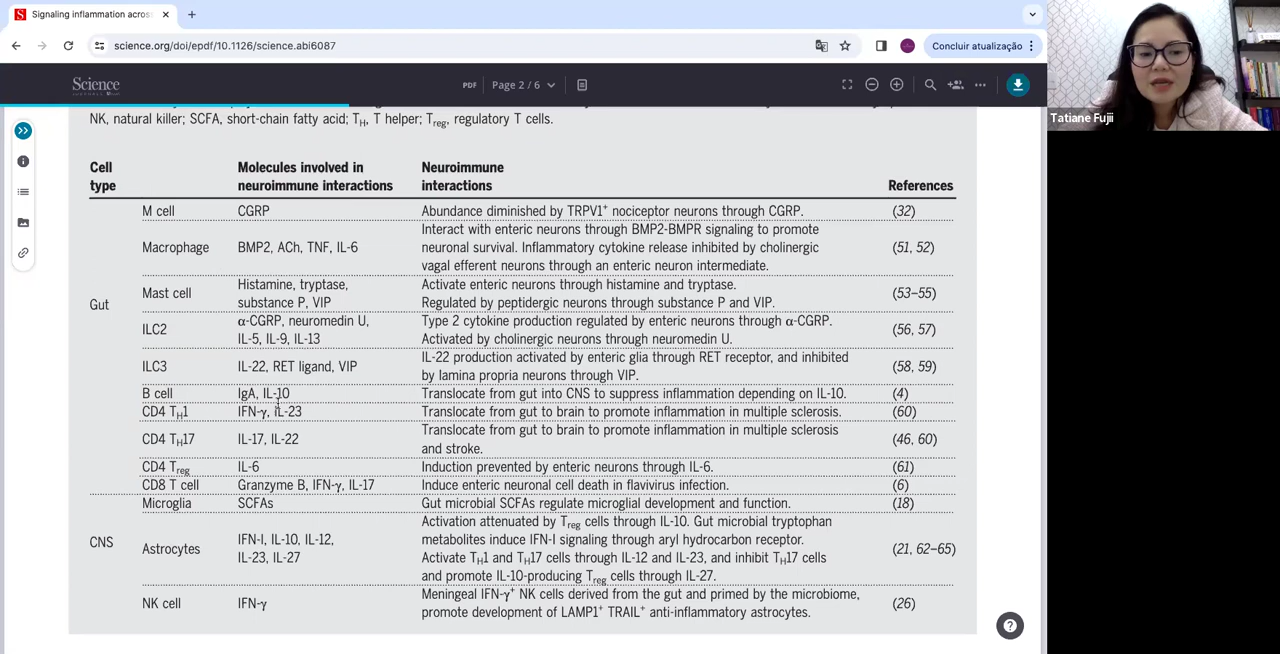 Signaling inflammation acros
science.org/doi/epdf/10.1126/science.abi6087
Concluir atualização
Science
PDF
Page 2 / 6
Tatiane Fujii
NK, natural killer; SCFA, short-chain fatty acid; TH, T helper; Treg, regulatory T cells.
Cell type
Molecules involved in neuroimmune interactions
Neuroimmune interactions
References
Gut
M cell
CGRP
Abundance diminished by TRPV1+ nociceptor neurons through CGRP.
(32)
Macrophage
BMP2, ACh, TNF, IL-6
Interact with enteric neurons through BMP2-BMPR signaling to promote
neuronal survival. Inflammatory cytokine release inhibited by cholinergic
vagal efferent neurons through an enteric neuron intermediate.
(51, 52)
Mast cell
Histamine, tryptase,
substance P, VIP
Activate enteric neurons through histamine and tryptase.
Regulated by peptidergic neurons through substance P and VIP.
(53–55)
ILC2
α-CGRP, neuromedin U,
IL-5, IL-9, IL-13
Type 2 cytokine production regulated by enteric neurons through α-CGRP.
Activated by cholinergic neurons through neuromedin U.
(56, 57)
ILC3
IL-22, RET ligand, VIP
IL-22 production activated by enteric glia through RET receptor, and inhibited
by lamina propria neurons through VIP.
(58, 59)
B cell
IgA, IL-10
Translocate from gut into CNS to suppress inflammation depending on IL-10.
(4)
CD4 TH1
IFN-γ, IL-23
Translocate from gut to brain to promote inflammation in multiple sclerosis.
(60)
CD4 TH17
IL-17, IL-22
Translocate from gut to brain to promote inflammation in multiple sclerosis
and stroke.
(46, 60)
CD4 Treg
IL-6
Induction prevented by enteric neurons through IL-6.
(61)
CD8 T cell
Granzyme B, IFN-γ, IL-17
Induce enteric neuronal cell death in flavivirus infection.
(6)
CNS
Microglia
SCFAs
Gut microbial SCFAs regulate microglial development and function.
(18)
Astrocytes
IFN-I, IL-10, IL-12,
IL-23, IL-27
Activation attenuated by Treg cells through IL-10. Gut microbial tryptophan
metabolites induce IFN-I signaling through aryl hydrocarbon receptor.
Activate TH1 and TH17 cells through IL-12 and IL-23, and inhibit TH17 cells
and promote IL-10-producing Treg cells through IL-27.
(21, 62–65)
NK cell
IFN-γ
Meningeal IFN-γ+ NK cells derived from the gut and primed by the microbiome,
promote development of LAMP1+ TRAIL+ anti-inflammatory astrocytes.
(26)